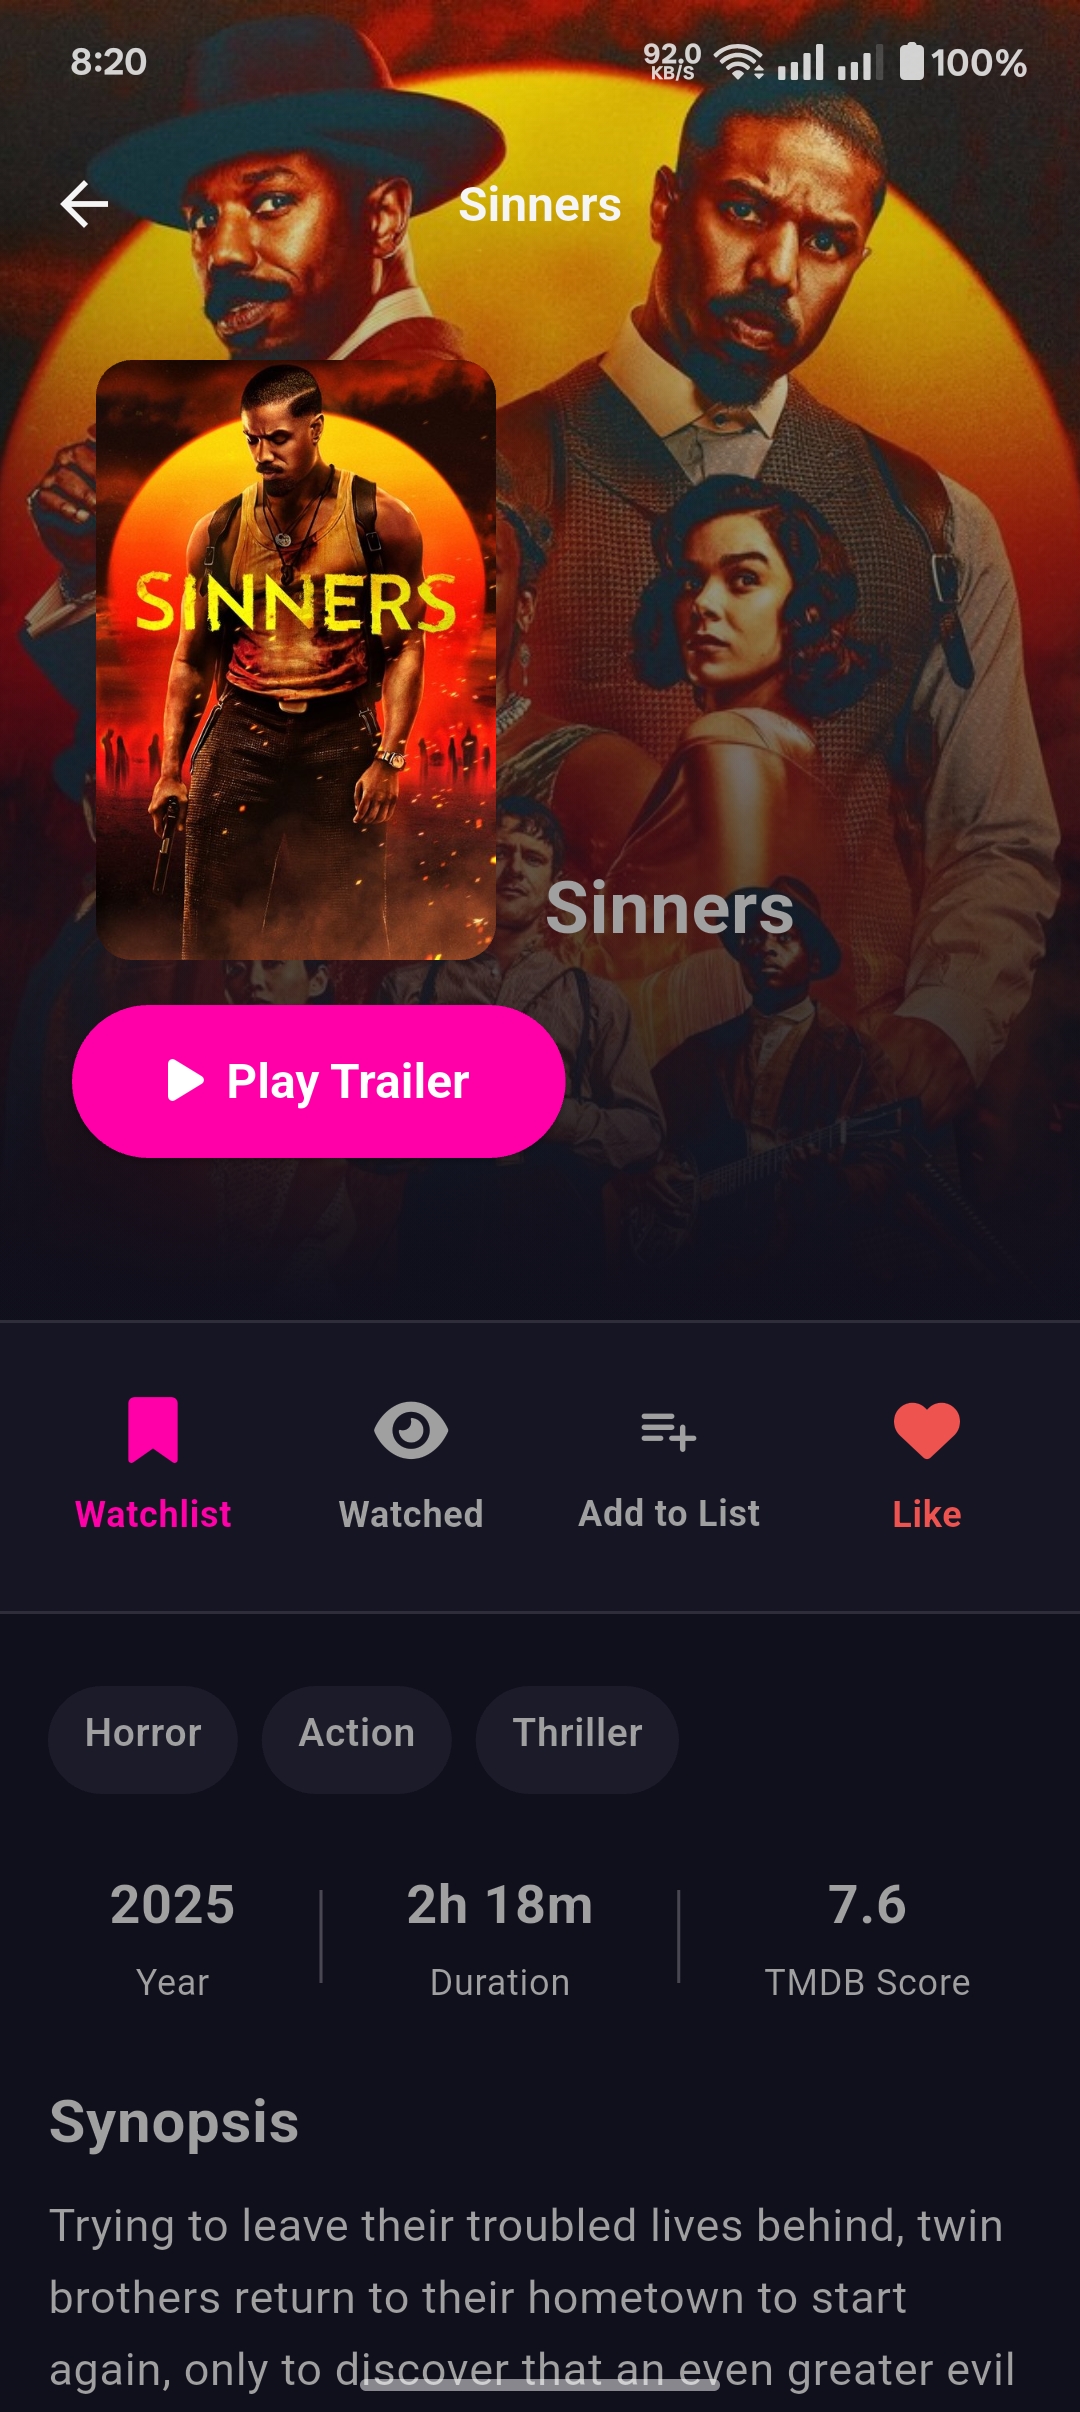 8:20
92.0
KB/S
100%
Sinners
SINNERS
Sinners
Play Trailer
Watchlist
Watched
Add to List
Like
Horror
Action
Thriller
2025
2h 18m
7.6
Year
Duration
TMDB Score
Synopsis
Trying to leave their troubled lives behind, twin
brothers return to their hometown to start
again, only to discover that an even greater evil